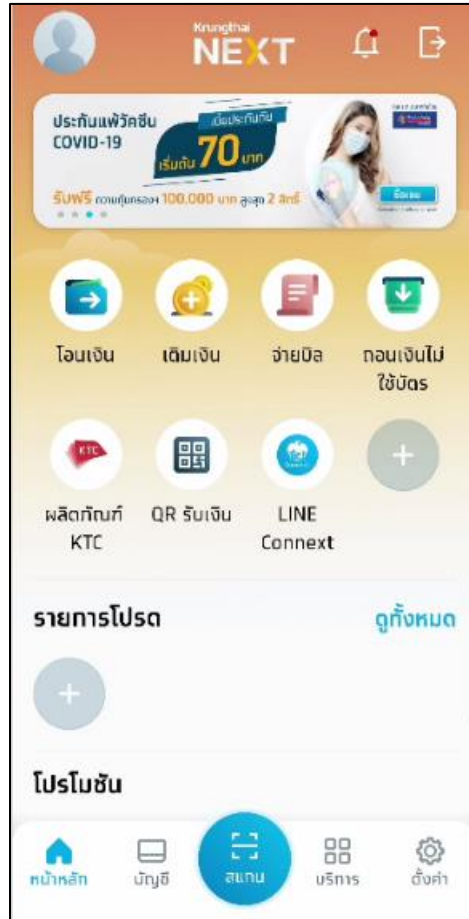 Krungthai
NEXT
ประกันแพ้วัคซีน
COVID-19
เบี้ยประกันภัย
เริ่มต้น 70 บาท
รับฟรี ความคุ้มครองฯ 100,000 บาท สูงสุด 2 สิทธิ์
ซื้อเลย
โอนเงิน เติมเงิน จ่ายบิล ถอนเงินไม่
ใช้บัตร
KTC
ผลิตภัณฑ์ QR รับเงิน LINE
KTC Connext
รายการโปรด ดูทั้งหมด
โปรโมชัน
หน้าหลัก บัญชี สแกน บริการ ตั้งค่า